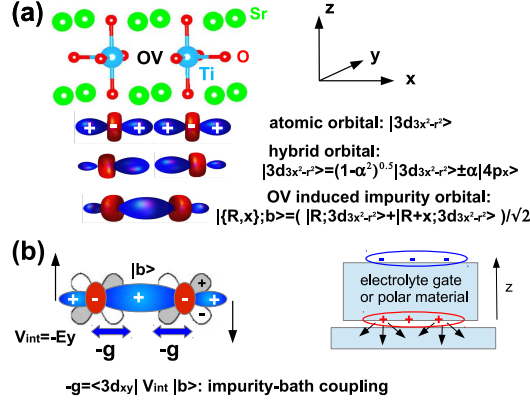 (a)
Sr
OV
O
Ti
z
y
x
+ - + + - +
atomic orbital: |3d3x²-r²>
hybrid orbital:
|3d3x²-r²>=(1-α²)^0.5|3d3x²-r²>±α|4px>
OV induced impurity orbital:
|{R,x};b>=( |R;3d3x²-r²>+|R+x;3d3x²-r²> )/√2
(b)
|b>
+ - + - + +
-
Vint=-Ey
-g -g
- - -
electrolyte gate
or polar material
+ + +
z
-g=<3dxy| Vint |b>: impurity-bath coupling